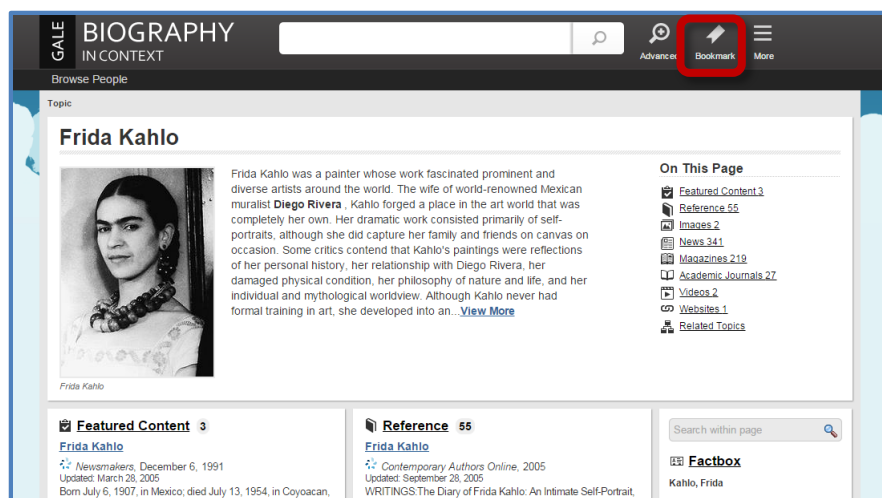 GALE
BIOGRAPHY
IN CONTEXT
Advanced
Bookmark
More
Browse People
Topic
Frida Kahlo
Frida Kahlo was a painter whose work fascinated prominent and
diverse artists around the world. The wife of world-renowned Mexican
muralist Diego Rivera , Kahlo forged a place in the art world that was
completely her own. Her dramatic work consisted primarily of self-
portraits, although she did capture her family and friends on canvas on
occasion. Some critics contend that Kahlo's paintings were reflections
of her personal history, her relationship with Diego Rivera, her
damaged physical condition, her philosophy of nature and life, and her
individual and mythological worldview. Although Kahlo never had
formal training in art, she developed into an...View More
Frida Kahlo
On This Page
Featured Content 3
Reference 55
Images 2
News 341
Magazines 219
Academic Journals 27
Videos 2
Websites 1
Related Topics
Featured Content 3
Frida Kahlo
Newsmakers, December 6, 1991
Updated: March 28, 2005
Born July 6, 1907, in Mexico; died July 13, 1954, in Coyoacan,
Reference 55
Frida Kahlo
Contemporary Authors Online, 2005
Updated: September 28, 2005
WRITINGS:The Diary of Frida Kahlo: An Intimate Self-Portrait,
Search within page
Factbox
Kahlo, Frida